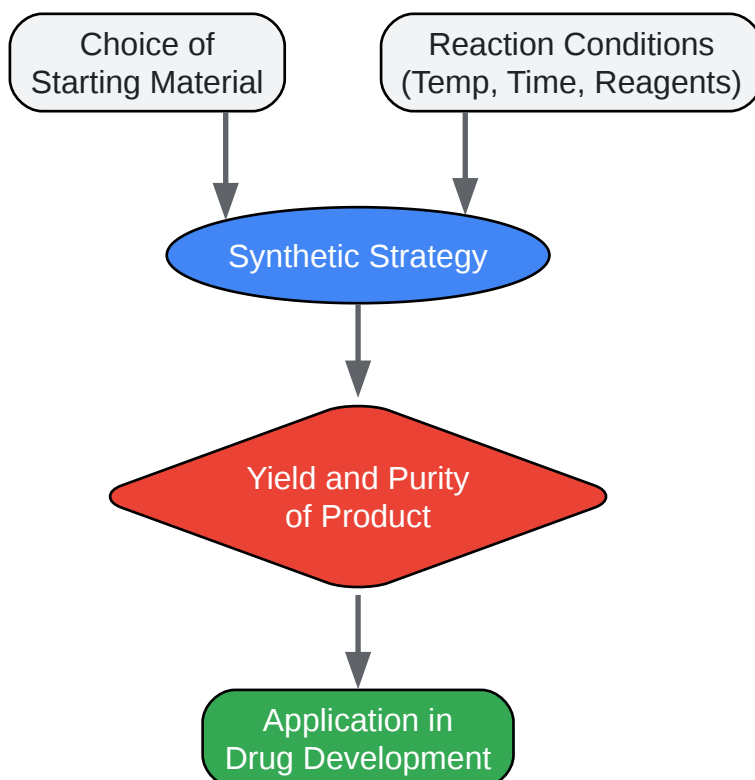 Choice of
Starting Material
Reaction Conditions
(Temp, Time, Reagents)
Synthetic Strategy
Yield and Purity
of Product
Application in
Drug Development